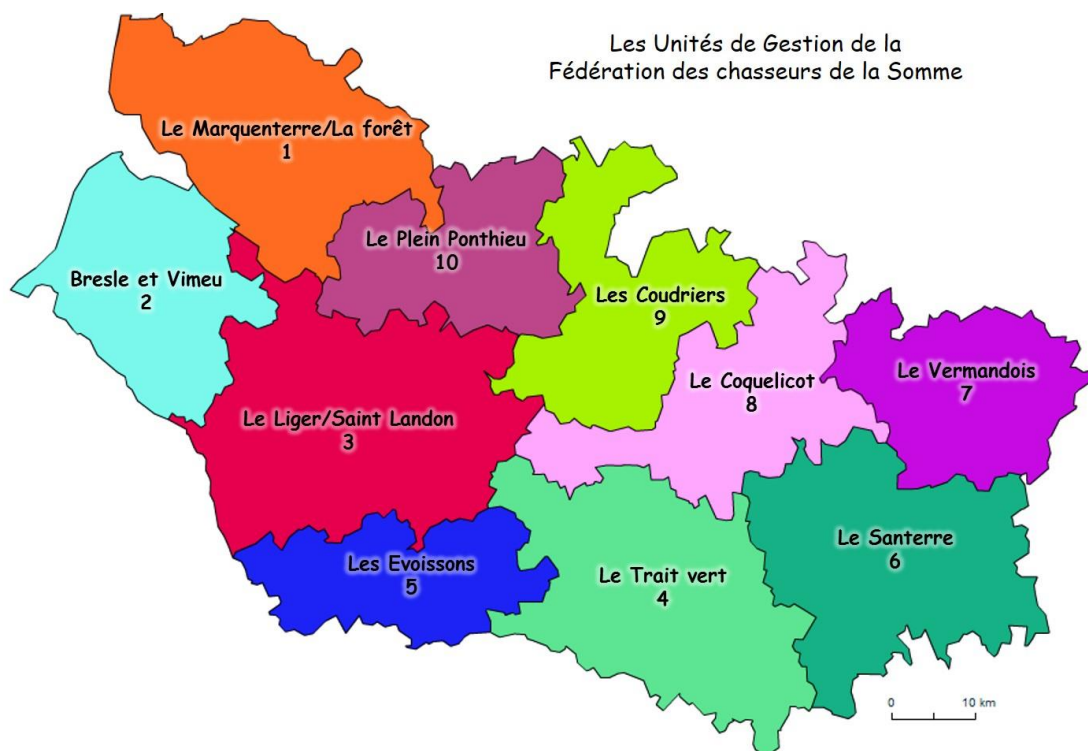 Les Unités de Gestion de la
Fédération des chasseurs de la Somme
Le Marquenterre/La forêt
1
Le Plein Ponthieu
10
Bresle et Vimeu
2
Les Coudriers
9
Le Vermandois
7
Le Coquelicot
8
Le Liger/Saint Landon
3
Le Santerre
6
Les Evoissons
5
Le Trait vert
4
0 10 km